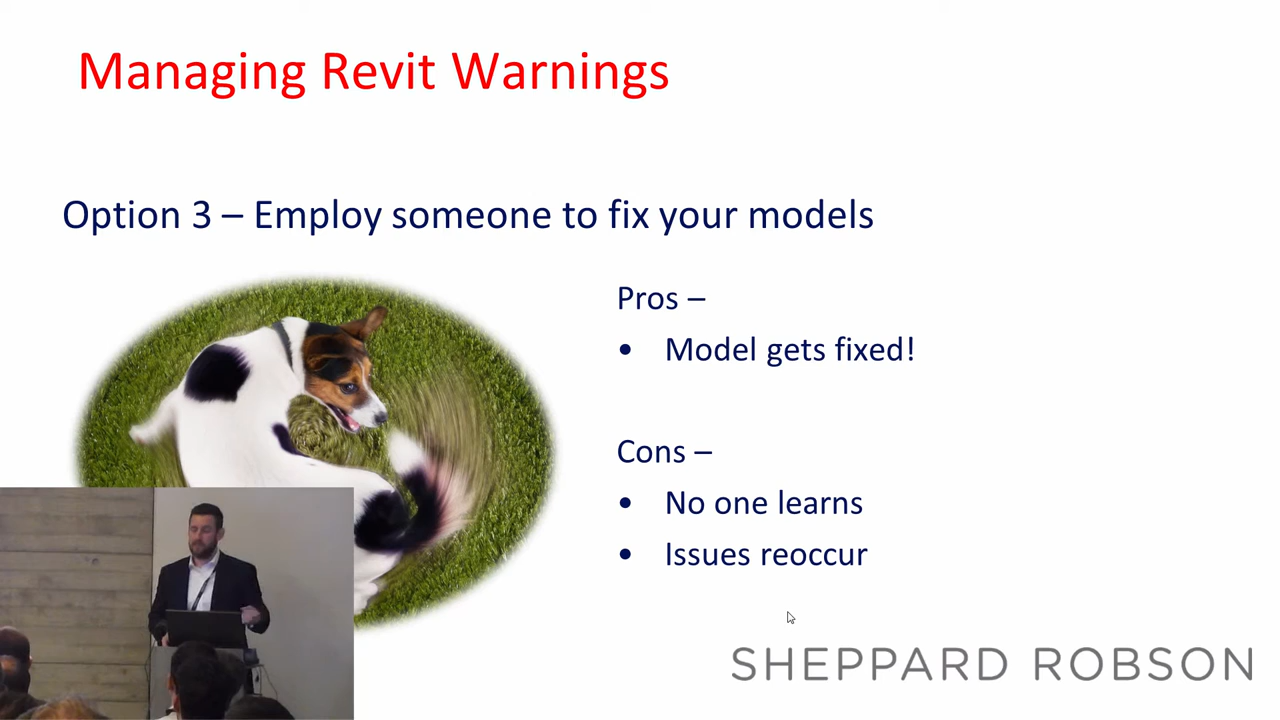 Managing Revit Warnings
Option 3 – Employ someone to fix your models
Pros –
• Model gets fixed!
Cons –
• No one learns
• Issues reoccur
SHEPPARD ROBSON